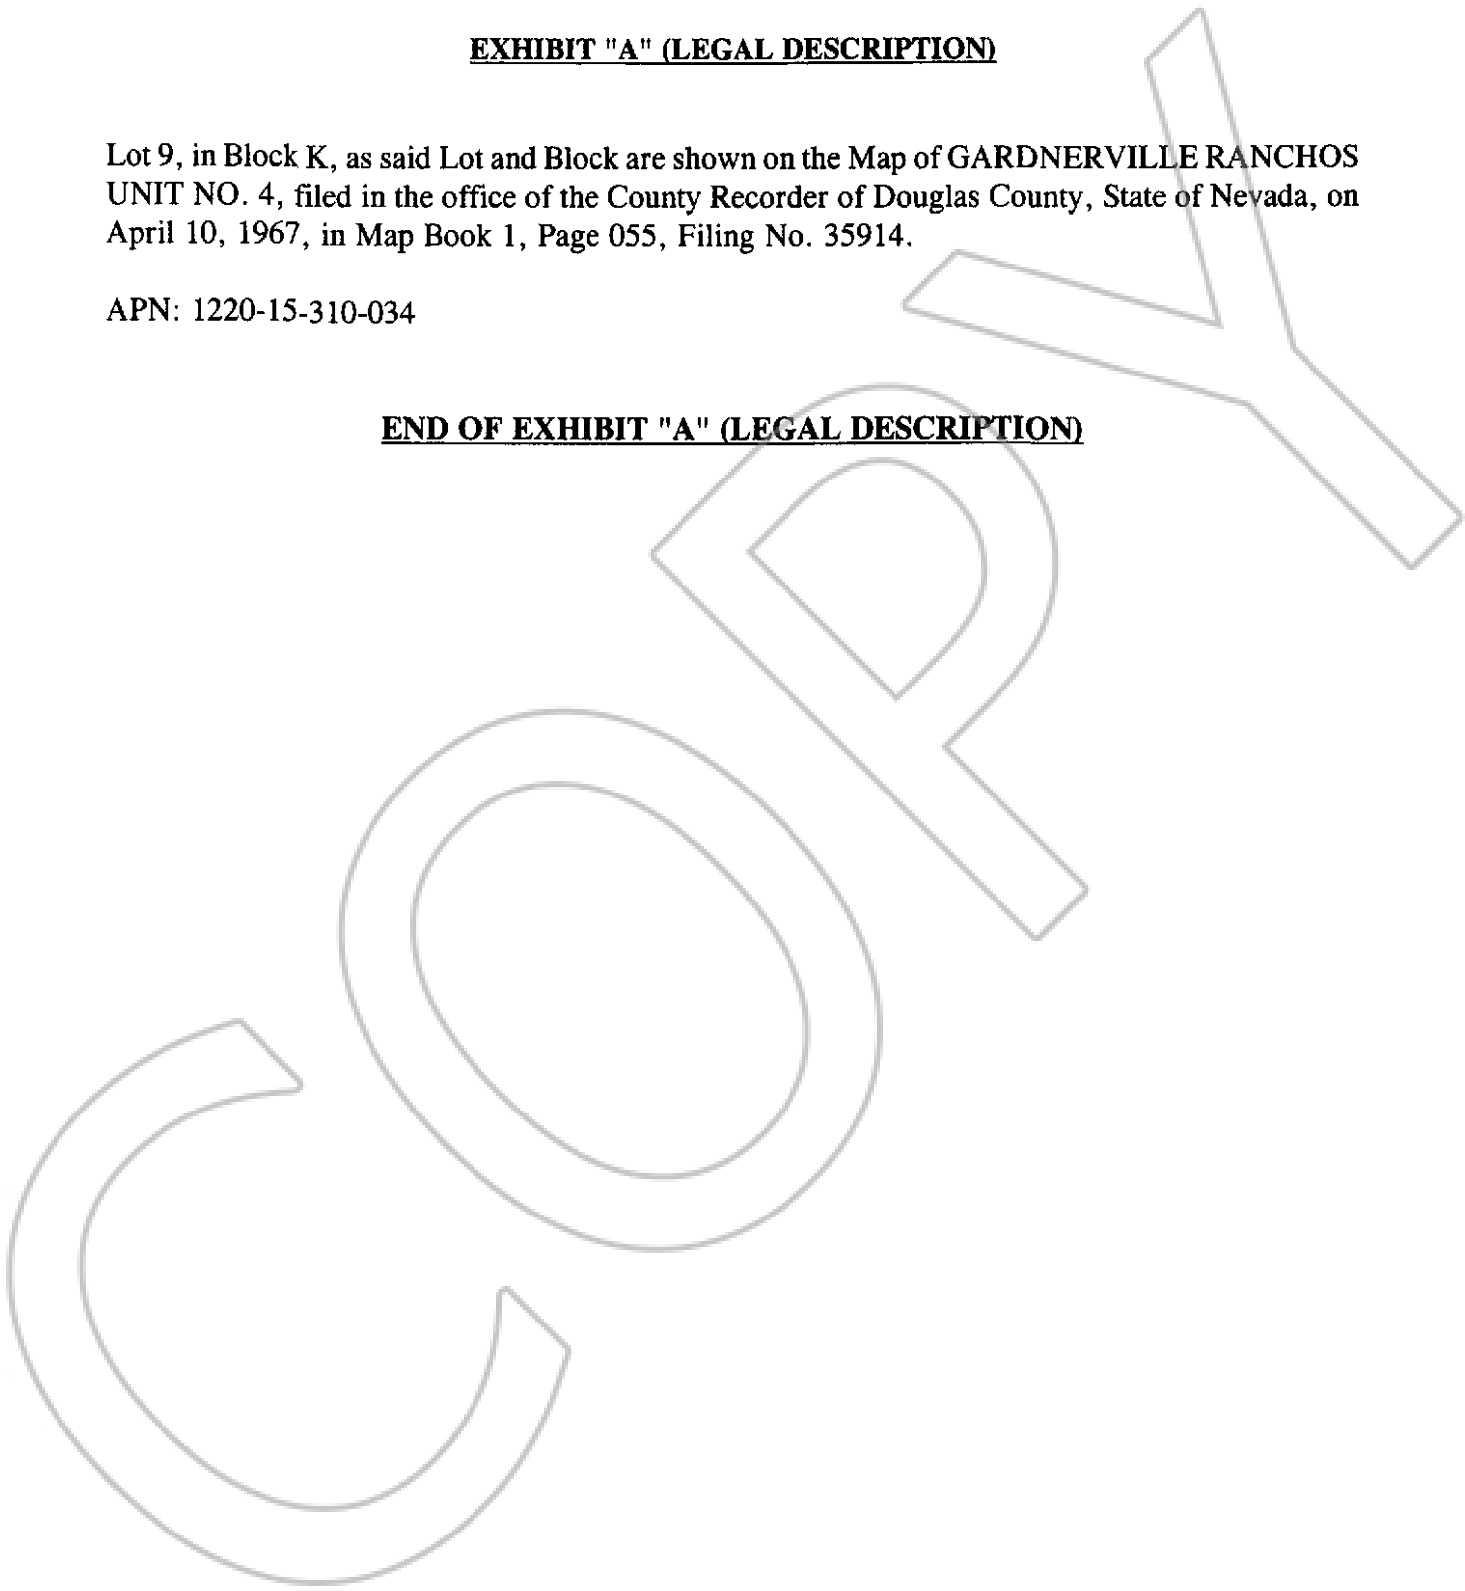 EXHIBIT "A" (LEGAL DESCRIPTION)
Lot 9, in Block K, as said Lot and Block are shown on the Map of GARDNERVILLE RANCHOS
UNIT NO. 4, filed in the office of the County Recorder of Douglas County, State of Nevada, on
April 10, 1967, in Map Book 1, Page 055, Filing No. 35914.
APN: 1220-15-310-034
END OF EXHIBIT "A" (LEGAL DESCRIPTION)
COPY